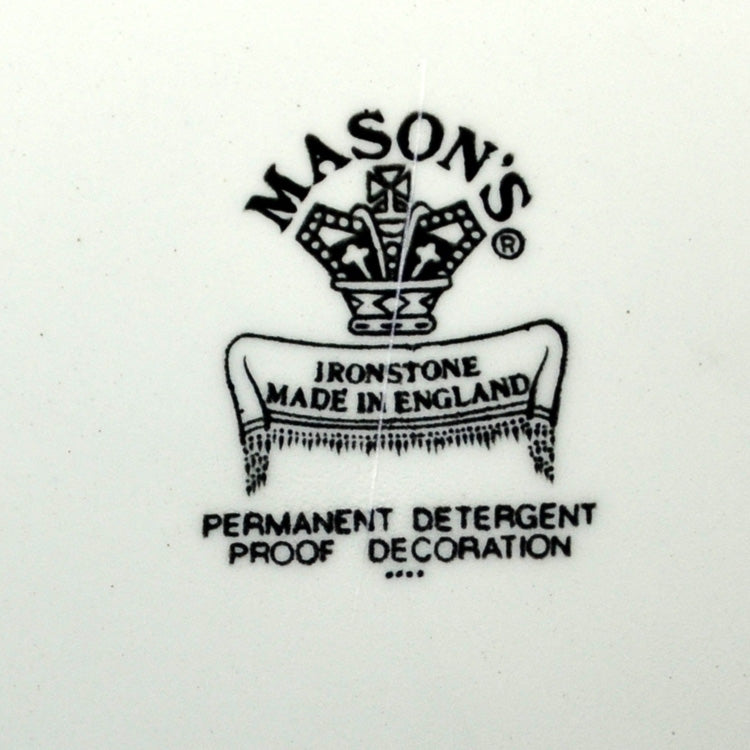 MASON'S
®
IRONSTONE
MADE IN ENGLAND
PERMANENT DETERGENT
PROOF DECORATION
....